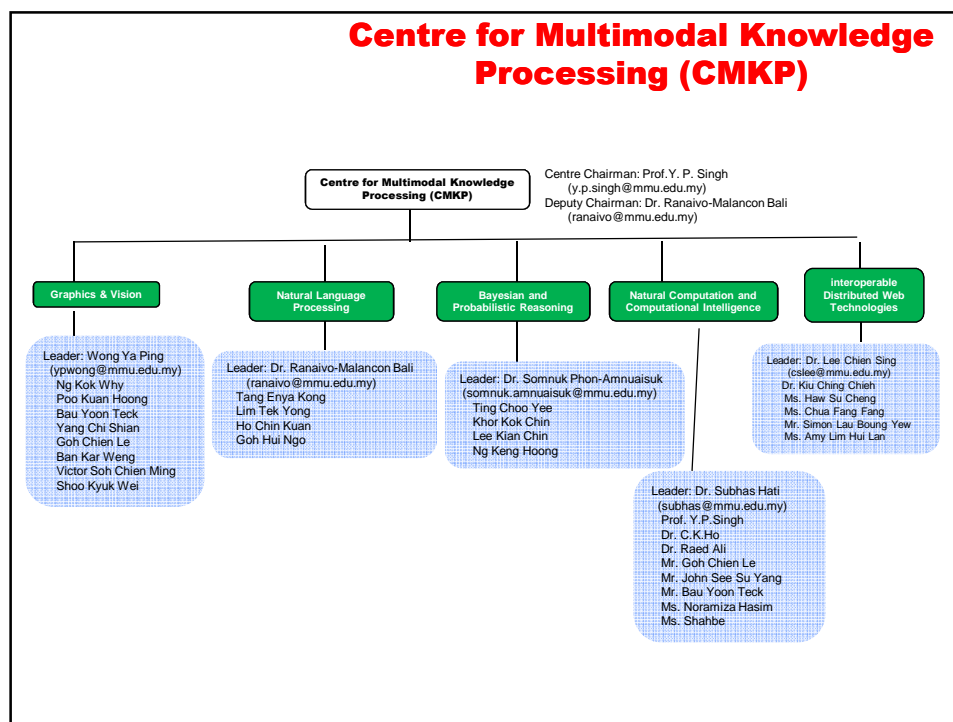 Centre for Multimodal Knowledge
Processing (CMKP)
Centre for Multimodal Knowledge
Processing (CMKP)
Centre Chairman: Prof.Y. P. Singh
(y.p.singh@mmu.edu.my)
Deputy Chairman: Dr. Ranaivo-Malancon Bali
(ranaivo@mmu.edu.my)
Graphics & Vision
Natural Language
Processing
Bayesian and
Probabilistic Reasoning
Natural Computation and
Computational Intelligence
interoperable
Distributed Web
Technologies
Leader: Wong Ya Ping
(ypwong@mmu.edu.my)
Ng Kok Why
Poo Kuan Hoong
Bau Yoon Teck
Yang Chi Shian
Goh Chien Le
Ban Kar Weng
Victor Soh Chien Ming
Shoo Kyuk Wei
Leader: Dr. Ranaivo-Malancon Bali
(ranaivo@mmu.edu.my)
Tang Enya Kong
Lim Tek Yong
Ho Chin Kuan
Goh Hui Ngo
Leader: Dr. Somnuk Phon-Amnuaisuk
(somnuk.amnuaisuk@mmu.edu.my)
Ting Choo Yee
Khor Kok Chin
Lee Kian Chin
Ng Keng Hoong
Leader: Dr. Subhas Hati
(subhas@mmu.edu.my)
Prof. Y.P.Singh
Dr. C.K.Ho
Dr. Raed Ali
Mr. Goh Chien Le
Mr. John See Su Yang
Mr. Bau Yoon Teck
Ms. Noramiza Hasim
Ms. Shahbe
Leader: Dr. Lee Chien Sing
(cslee@mmu.edu.my)
Dr. Kiu Ching Chieh
Ms. Haw Su Cheng
Ms. Chua Fang Fang
Mr. Simon Lau Boung Yew
Ms. Amy Lim Hui Lan